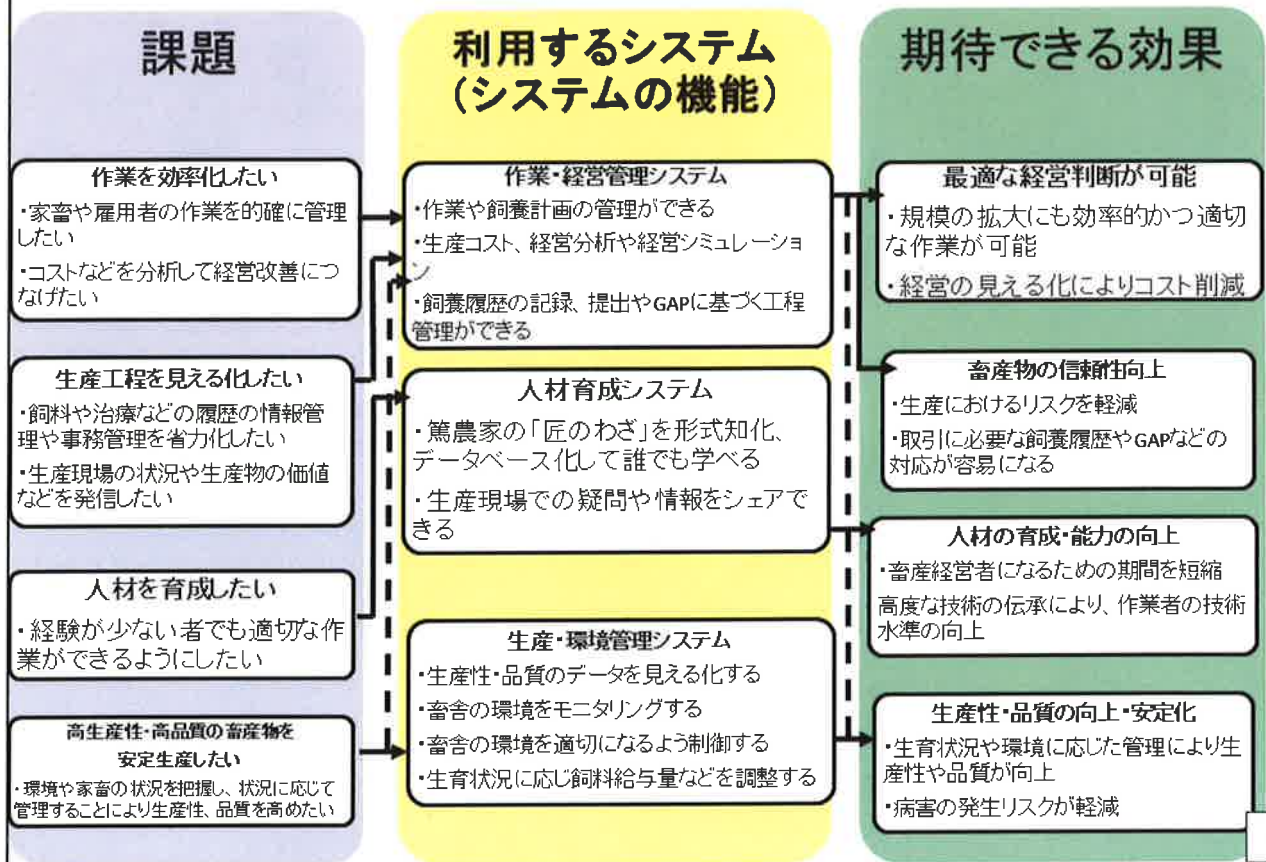 課題
作業を効率化したい
・家畜や雇用者の作業を的確に管理
したい
・コストなどを分析して経営改善につ
なげたい
生産工程を見える化したい
・飼料や治療などの履歴の情報管
理や事務管理を省力化したい
・生産現場の状況や生産物の価値
などを発信したい
人材を育成したい
・経験が少ない者でも適切な作
業ができるようにしたい
高生産性・高品質の畜産物を
安定生産したい
・環境や家畜の状況を把握し、状況に応じて
管理することにより生産性、品質を高めたい
利用するシステム
(システムの機能)
作業・経営管理システム
・作業や飼養計画の管理ができる
・生産コスト、経営分析や経営シミュレーショ
ン
・飼養履歴の記録、提出やGAPに基づく工程
管理ができる
人材育成システム
・篤農家の「匠のわざ」を形式知化、
データベース化して誰でも学べる
・生産現場での疑問や情報をシェアで
きる
生産・環境管理システム
・生産性・品質のデータを見える化する
・畜舎の環境をモニタリングする
・畜舎の環境を適切になるよう制御する
・生育状況に応じ飼料給与量などを調整する
期待できる効果
最適な経営判断が可能
・規模の拡大にも効率的かつ適切
な作業が可能
・経営の見える化によりコスト削減
畜産物の信頼性向上
・生産におけるリスクを軽減
・取引に必要な飼養履歴やGAPなどの
対応が容易になる
人材の育成・能力の向上
・畜産経営者になるための期間を短縮
高度な技術の伝承により、作業者の技術
水準の向上
生産性・品質の向上・安定化
・生育状況や環境に応じた管理により生
産性や品質が向上
・病害の発生リスクが軽減